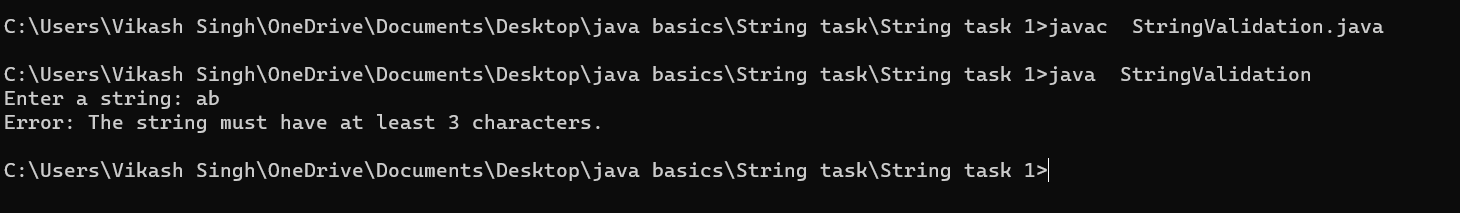 C:\Users\Vikash Singh\OneDrive\Documents\Desktop\java basics\String task\String task 1>javac  StringValidation.java
C:\Users\Vikash Singh\OneDrive\Documents\Desktop\java basics\String task\String task 1>java  StringValidation
Enter a string: ab
Error: The string must have at least 3 characters.
C:\Users\Vikash Singh\OneDrive\Documents\Desktop\java basics\String task\String task 1>